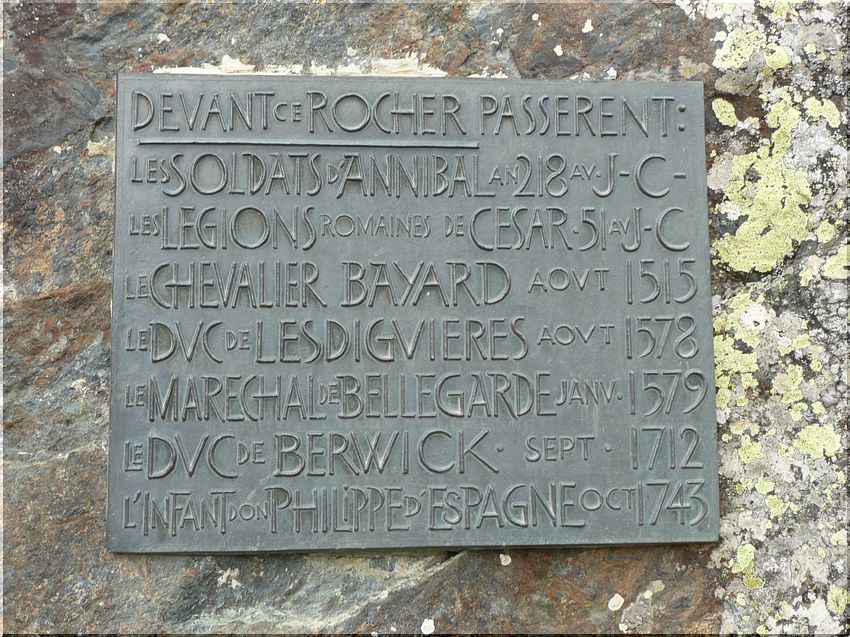 DEVANT CE ROCHER PASSERENT:
LES SOLDATS D'ANNIBAL AN 218 AV. J-C-
LES LEGIONS ROMAINES DE CESAR·51 AV J-C
LE CHEVALIER BAYARD AOVT 1515
LE DVC DE LESDIGVIERES AOVT 1578
LE MARECHAL DE BELLEGARDE JANV. 1579
LE DVC DE BERWICK· SEPT· 1712
L'INFANT DON PHILIPPE D'ESPAGNE OCT 1743